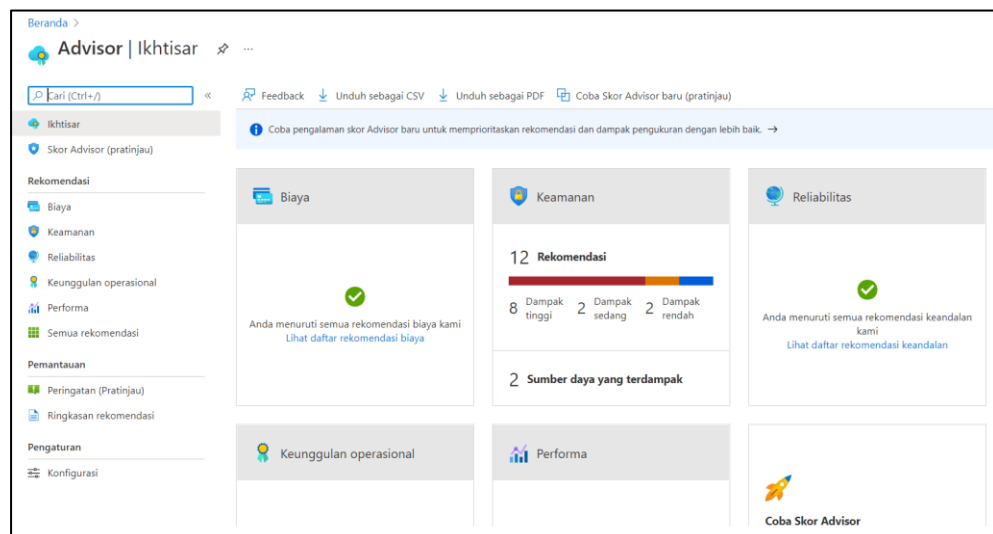 Beranda >
Advisor | Ikhtisar ...
Cari (Ctrl+/)
«
Feedback
Unduh sebagai CSV
Unduh sebagai PDF
Coba Skor Advisor baru (pratinjau)
Ikhtisar
Skor Advisor (pratinjau)
Rekomendasi
Biaya
Keamanan
Reliabilitas
Keunggulan operasional
Performa
Semua rekomendasi
Pemantauan
Peringatan (Pratinjau)
Ringkasan rekomendasi
Pengaturan
Konfigurasi
Coba pengalaman skor Advisor baru untuk memprioritaskan rekomendasi dan dampak pengukuran dengan lebih baik. →
Biaya
Anda menuruti semua rekomendasi biaya kami
Lihat daftar rekomendasi biaya
Keamanan
12 Rekomendasi
8 Dampak tinggi
2 Dampak sedang
2 Dampak rendah
2 Sumber daya yang terdampak
Reliabilitas
Anda menuruti semua rekomendasi keandalan
kami
Lihat daftar rekomendasi keandalan
Keunggulan operasional
Performa
Coba Skor Advisor